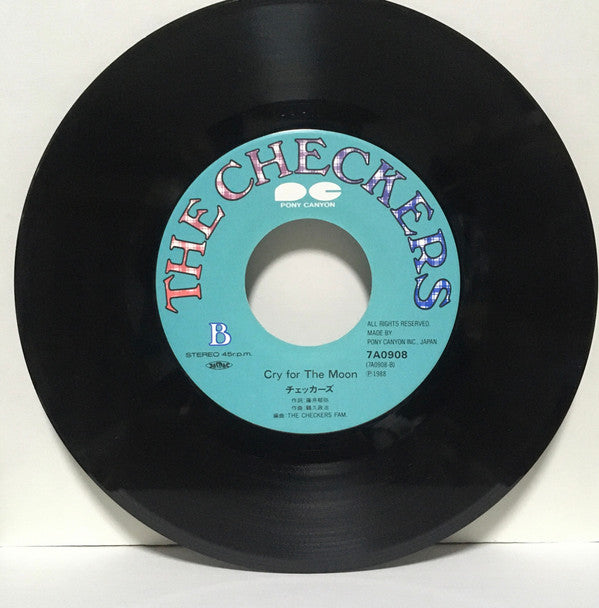 THE CHECKERS
PONY CANYON
B
STEREO 45r.p.m.
ALL RIGHTS RESERVED.
MADE BY
PONY CANYON INC., JAPAN
7A0908
(7A0908-B)
Ⓟ1988
Cry for The Moon
チェッカーズ
作詞:藤井郁弥
作曲:鶴久政治
編曲:THE CHECKERS FAM.